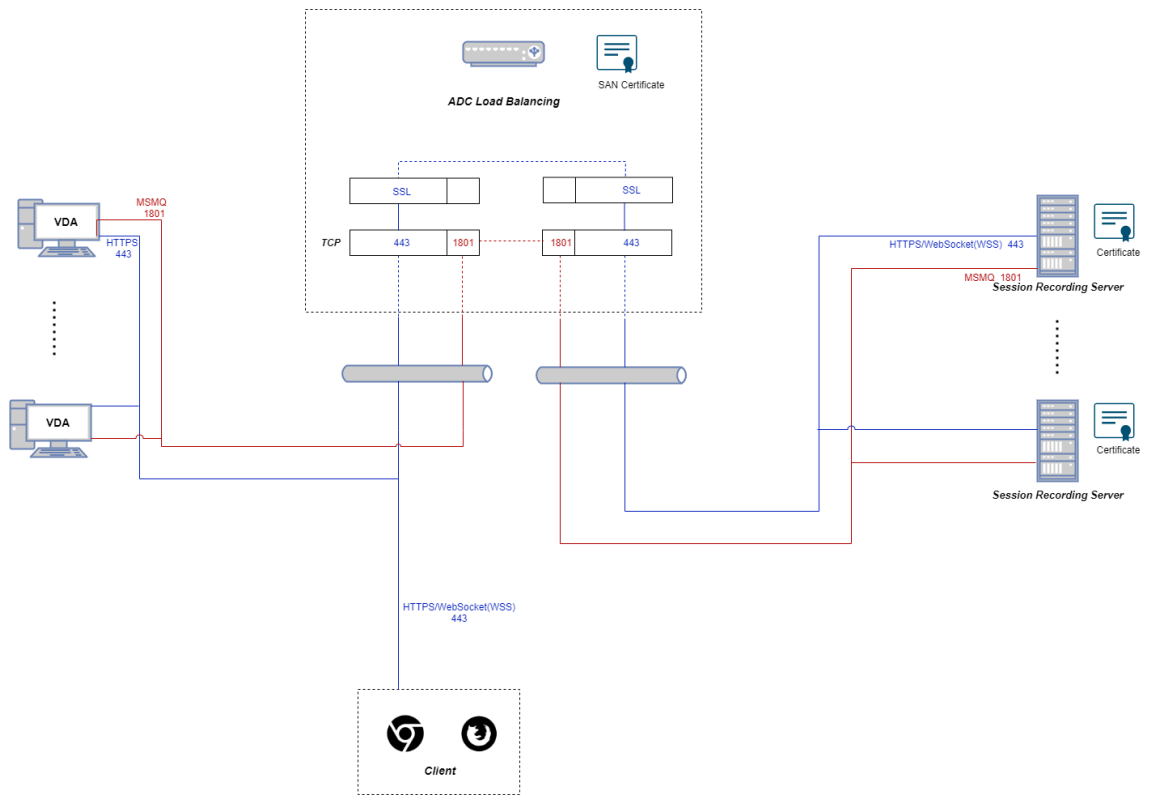 SAN Certificate
ADC Load Balancing
SSL
SSL
MSMQ
1801
VDA
HTTPS
443
TCP
443
1801
1801
443
HTTPS/WebSocket(WSS) 443
Certificate
MSMQ 1801
Session Recording Server
VDA
Certificate
Session Recording Server
HTTPS/WebSocket(WSS)
443
Client